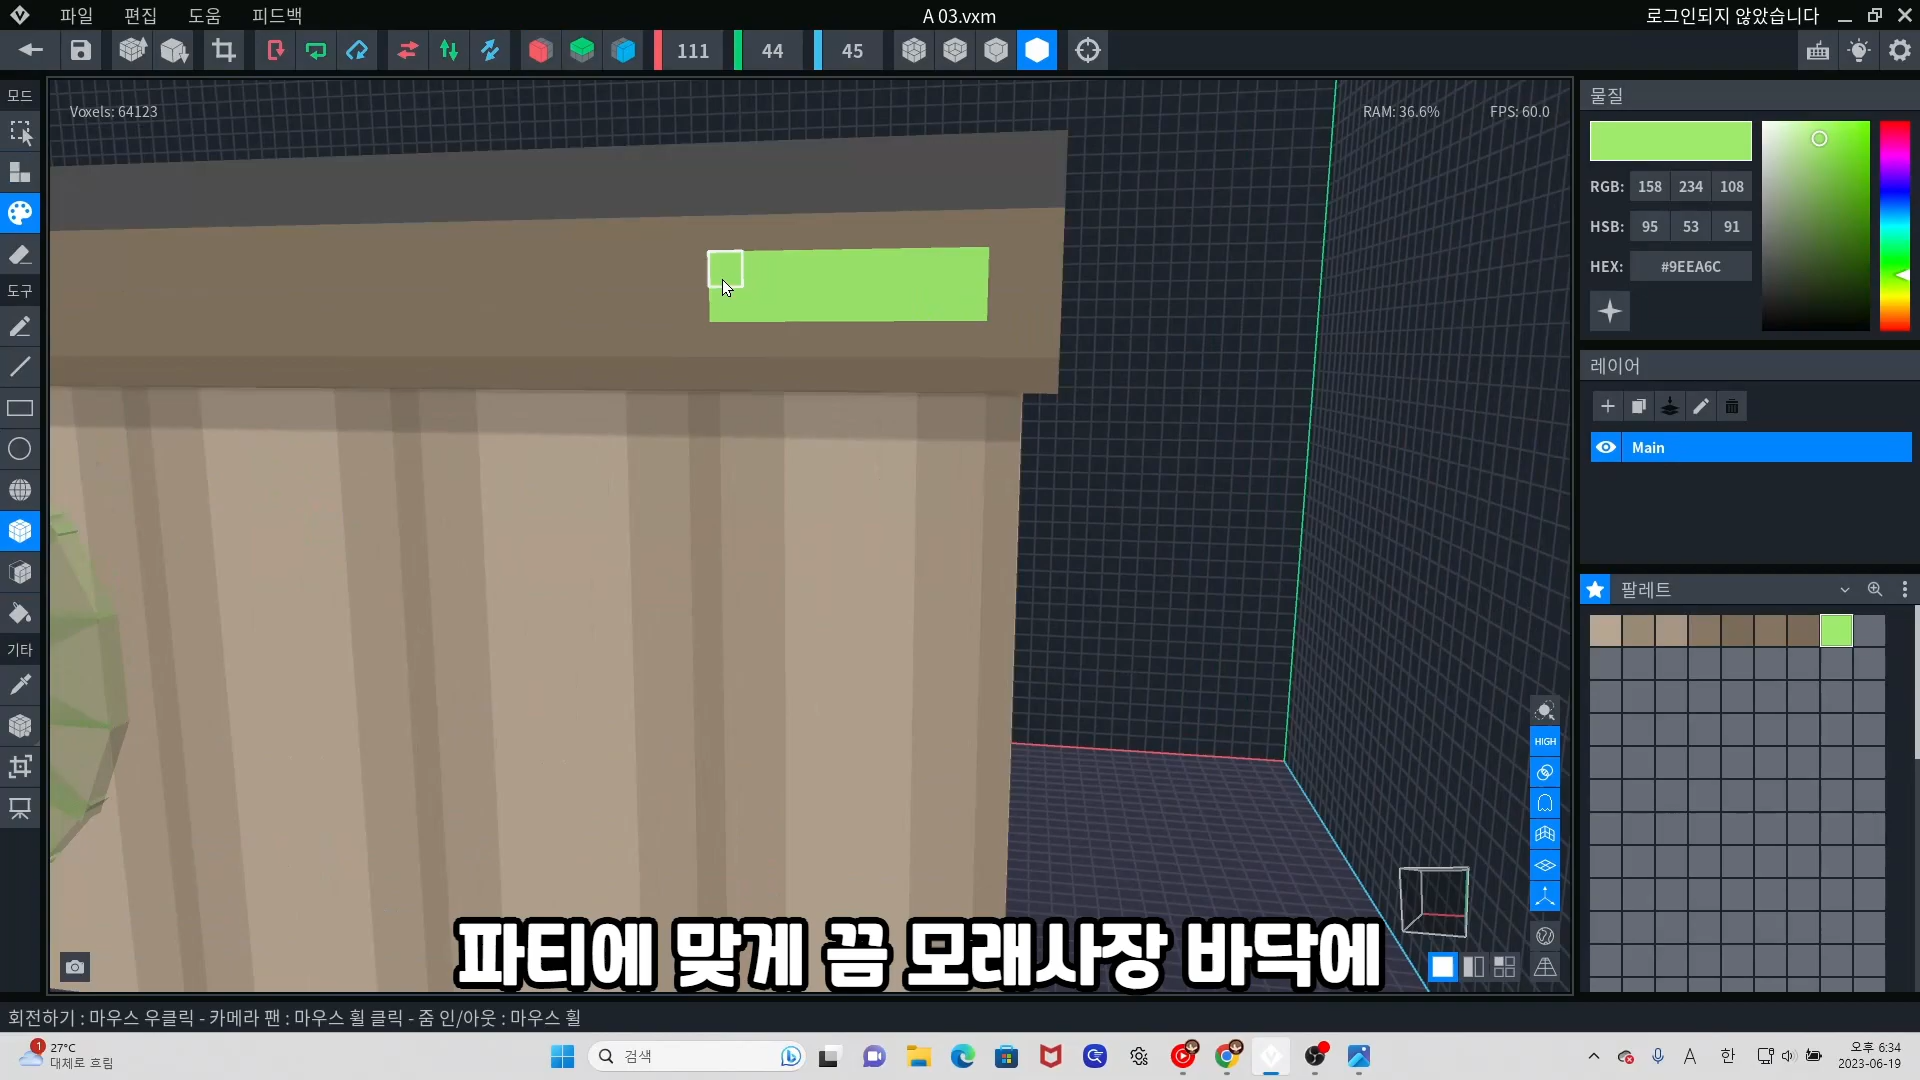 파일 편집 도움 피드백
A 03.vxm
로그인되지 않았습니다
111 44 45
모드
도구
기타
Voxels: 64123
RAM: 36.6%
FPS: 60.0
물질
RGB: 158 234 108
HSB: 95 53 91
HEX: #9EEA6C
레이어
Main
팔레트
HIGH
파티에 맞게 끔 모래사장 바닥에
회전하기 : 마우스 우클릭 - 카메라 팬 : 마우스 휠 클릭 - 줌 인/아웃 : 마우스 휠
1
27°C
대체로 흐림
검색
A
한
오후 6:34
2023-06-19